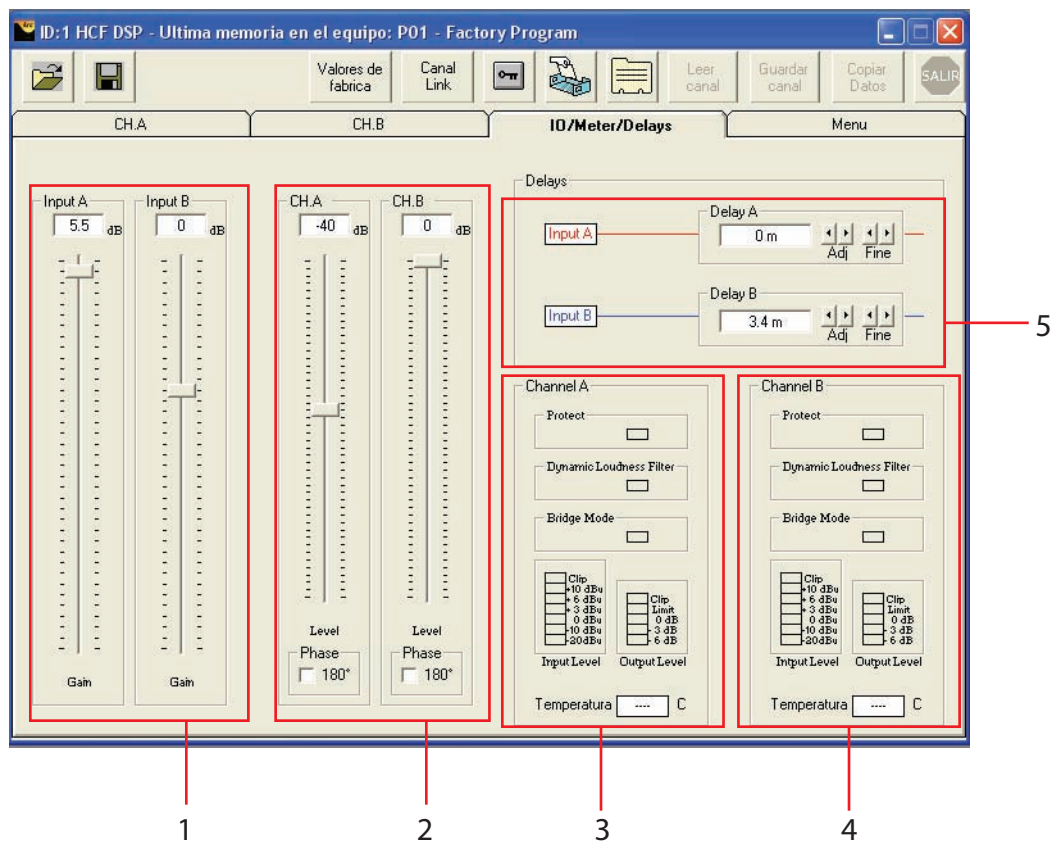 ID:1 HCF DSP - Ultima memoria en el equipo: P01 - Factory Program
Valores de fabrica
Canal Link
Leer canal
Guardar canal
Copiar Datos
SALIR
CH.A
CH.B
IO/Meter/Delays
Menu
Input A
5.5 dB
Gain
Input B
0 dB
Gain
CH.A
-40 dB
Level
Phase
180°
CH.B
0 dB
Level
Phase
180°
Delays
Input A
Delay A
0 m
Adj Fine
Input B
Delay B
3.4 m
Adj Fine
Channel A
Protect
Dynamic Loudness Filter
Bridge Mode
Clip
+10 dBu
+ 6 dBu
+ 3 dBu
0 dBu
-10 dBu
-20dBu
Input Level
Clip
Limit
0 dB
- 3 dB
- 6 dB
Output Level
Temperatura ---- C
Channel B
Protect
Dynamic Loudness Filter
Bridge Mode
Clip
+10 dBu
+ 6 dBu
+ 3 dBu
0 dBu
-10 dBu
-20dBu
Intput Level
Clip
Limit
0 dB
- 3 dB
- 6 dB
Output Level
Temperatura ---- C
5
1
2
3
4